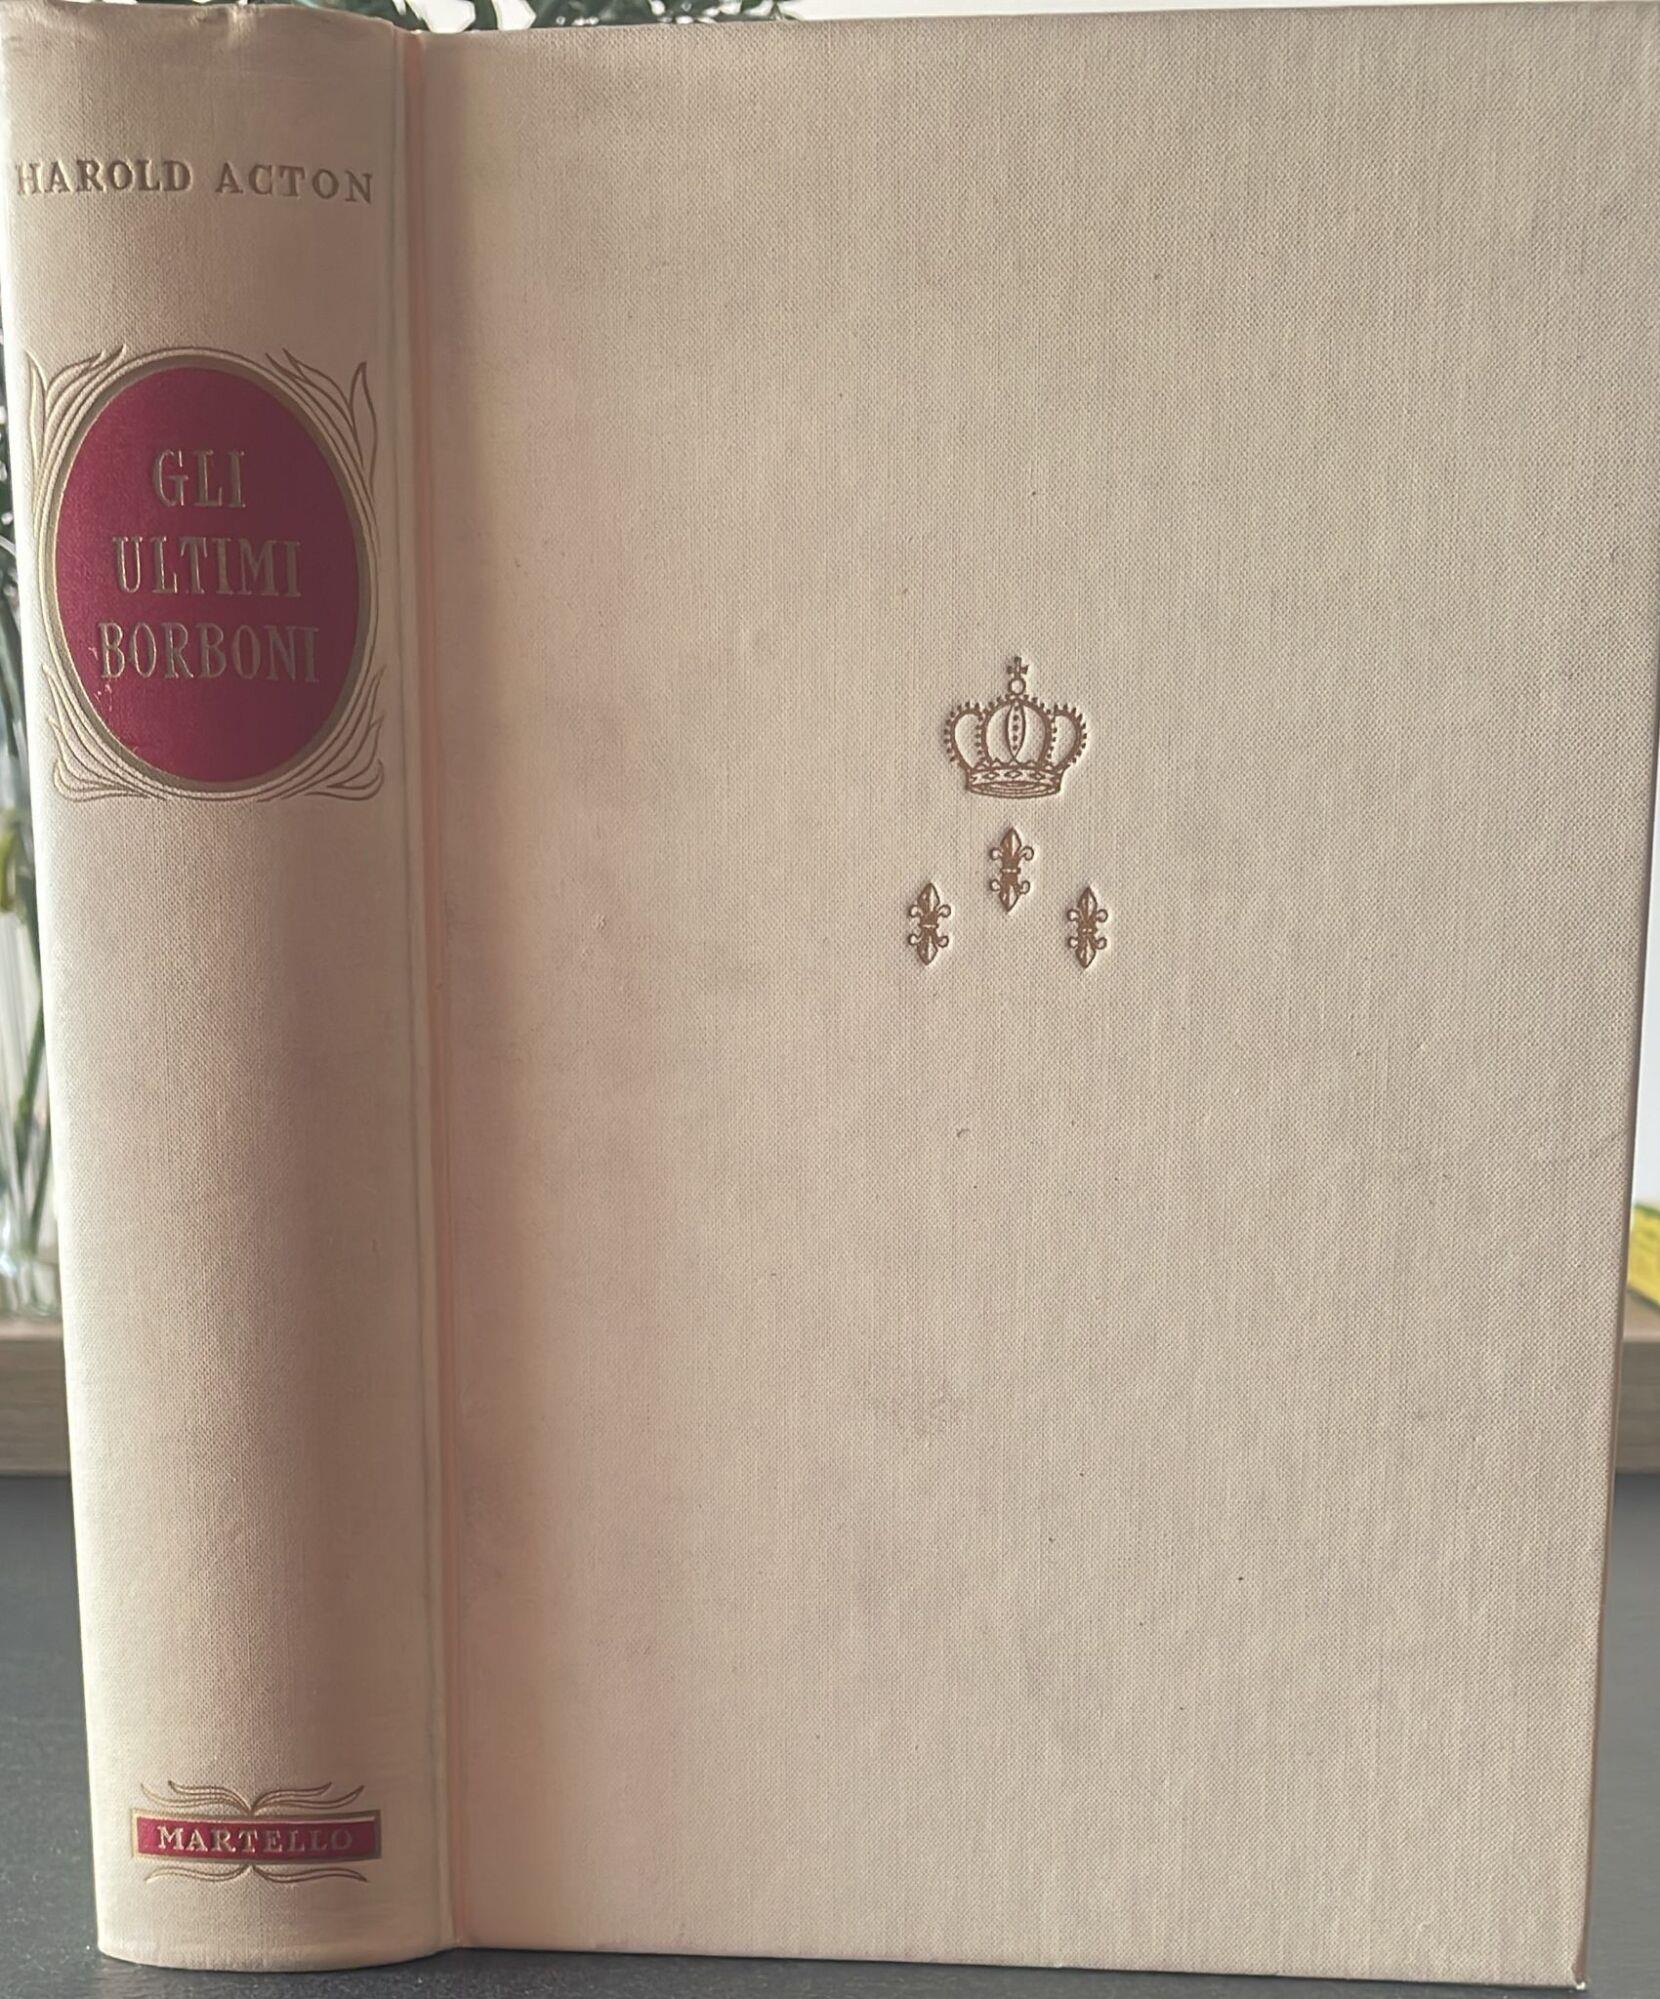 HAROLD ACTON
GLI
ULTIMI
BORBONI
MARTELLO